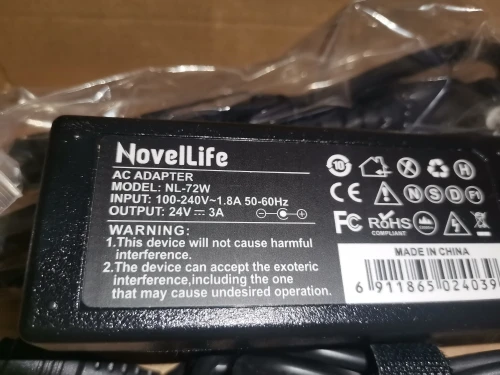 NovelLife
AC ADAPTER
MODEL: NL-72W
INPUT: 100-240V~1.8A 50-60Hz
OUTPUT: 24V⎓3A
WARNING:
1.This device will not cause harmful
interference.
2.The device can accept the exoteric
interference,including the one
that may cause undesired operation.
10
CE
N
S
FC
RoHS
COMPLIANT
MADE IN CHINA
6 911865 024039